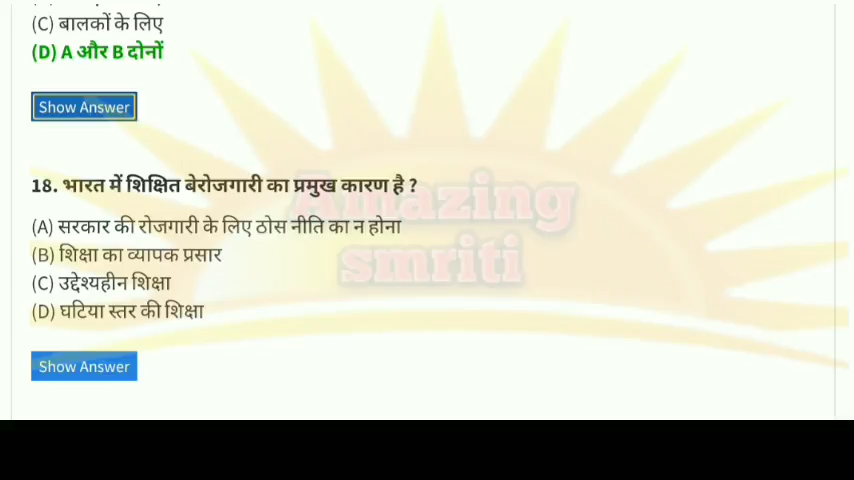 (C) बालकों के लिए
(D) A और B दोनों
Show Answer
18. भारत में शिक्षित बेरोजगारी का प्रमुख कारण है ?
(A) सरकार की रोजगारी के लिए ठोस नीति का न होना
(B) शिक्षा का व्यापक प्रसार
(C) उद्देश्यहीन शिक्षा
(D) घटिया स्तर की शिक्षा
Show Answer
Amazing
smriti